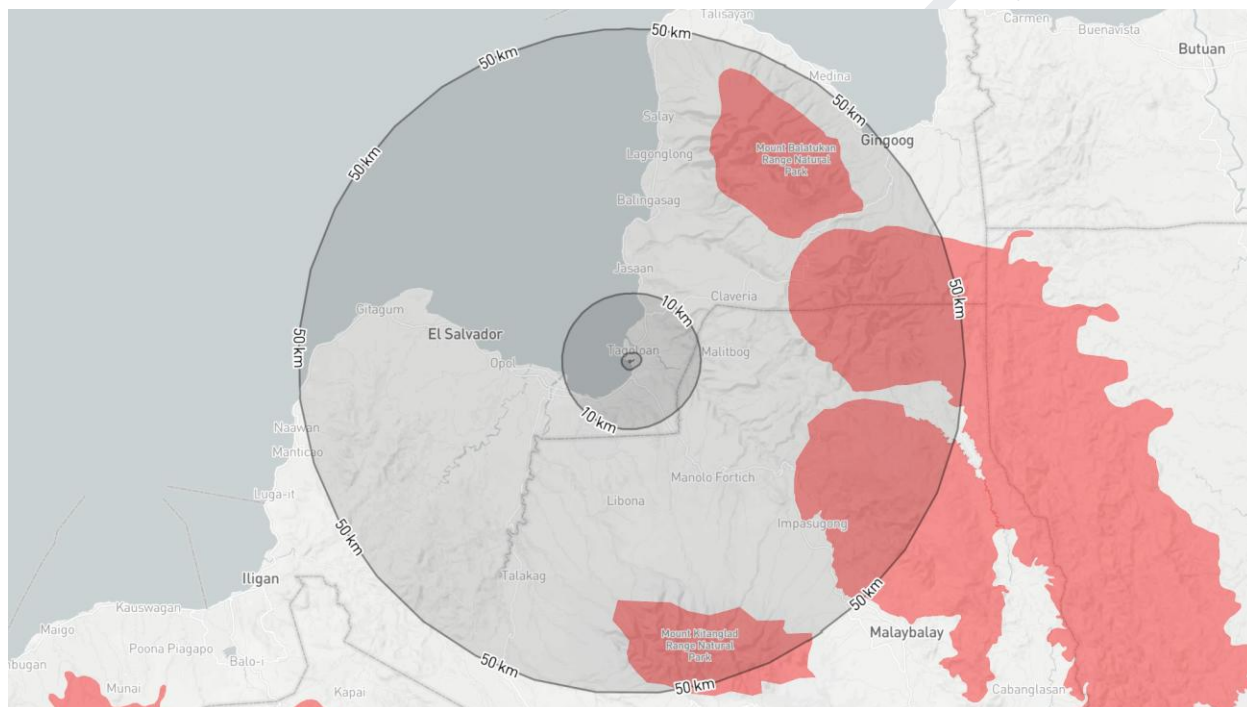 Talisayan
Carmen
Buenavista
Butuan
50 km
50 km
Medina
50 km
Salay
Gingoog
Mount Balatukan
Range Natural
Park
50 km
Lagonglong
Balingasag
Jasaan
50 km
Claveria
10 km
Gitagum
El Salvador
50 km
Tagoloan
Malitbog
Opol
10 km
Naawan
Manticao
Manolo Fortich
Luga-it
Libona
Impasugong
50 km
Iligan
Talakag
50 km
Kauswagan
Maigo
Mount Kitanglad
Range Natural
Park
Malaybalay
Poona Piagapo
Balo-i
mbugan
50 km
50 km
Munai
Kapai
Cabanglasan